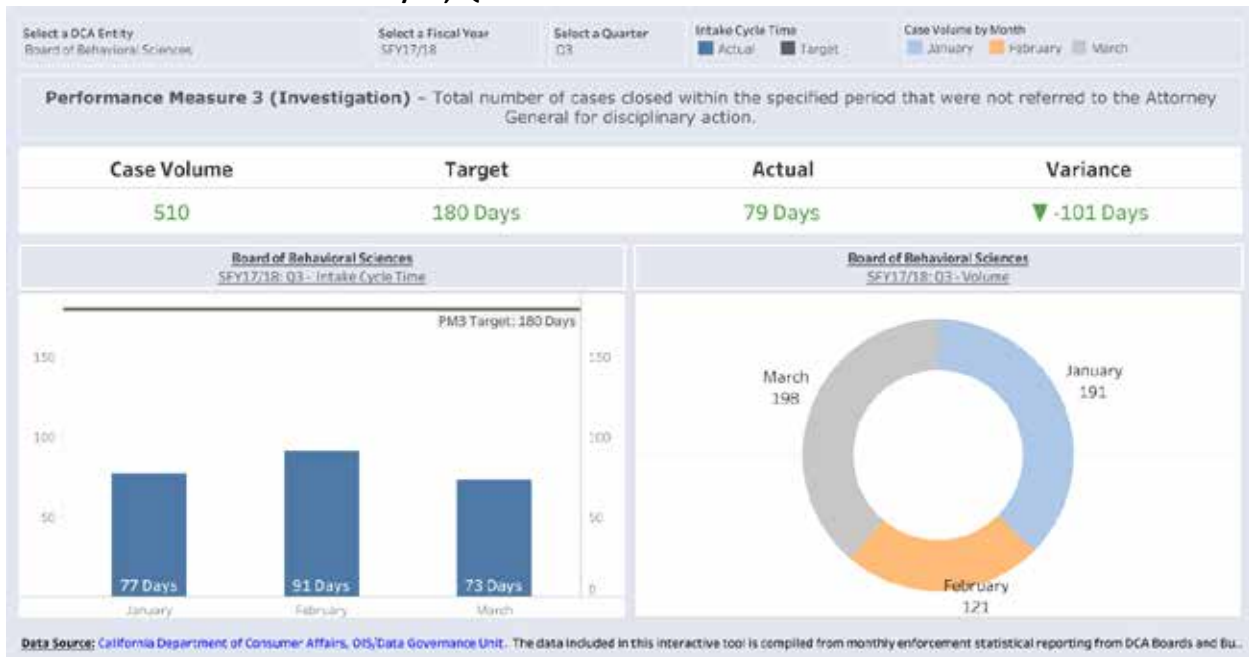 Select a DCA Entity
Board of Behavioral Sciences
Select a Fiscal Year
SFY17/18
Select a Quarter
Q3
Intake Cycle Time
Actual Target
Case Volume by Month
January February March
Performance Measure 3 (Investigation) – Total number of cases closed within the specified period that were not referred to the Attorney
General for disciplinary action.
Case Volume Target Actual Variance
510 180 Days 79 Days ▼ -101 Days
Board of Behavioral Sciences
SFY17/18: Q3 - Intake Cycle Time
Board of Behavioral Sciences
SFY17/18: Q3 - Volume
PM3 Target: 180 Days
150 150
100 100
50 50
0
77 Days 91 Days 73 Days
January February March
March
198
January
191
February
121
Data Source: California Department of Consumer Affairs, OIS/Data Governance Unit. The data included in this interactive tool is compiled from monthly enforcement statistical reporting from DCA Boards and Bu..